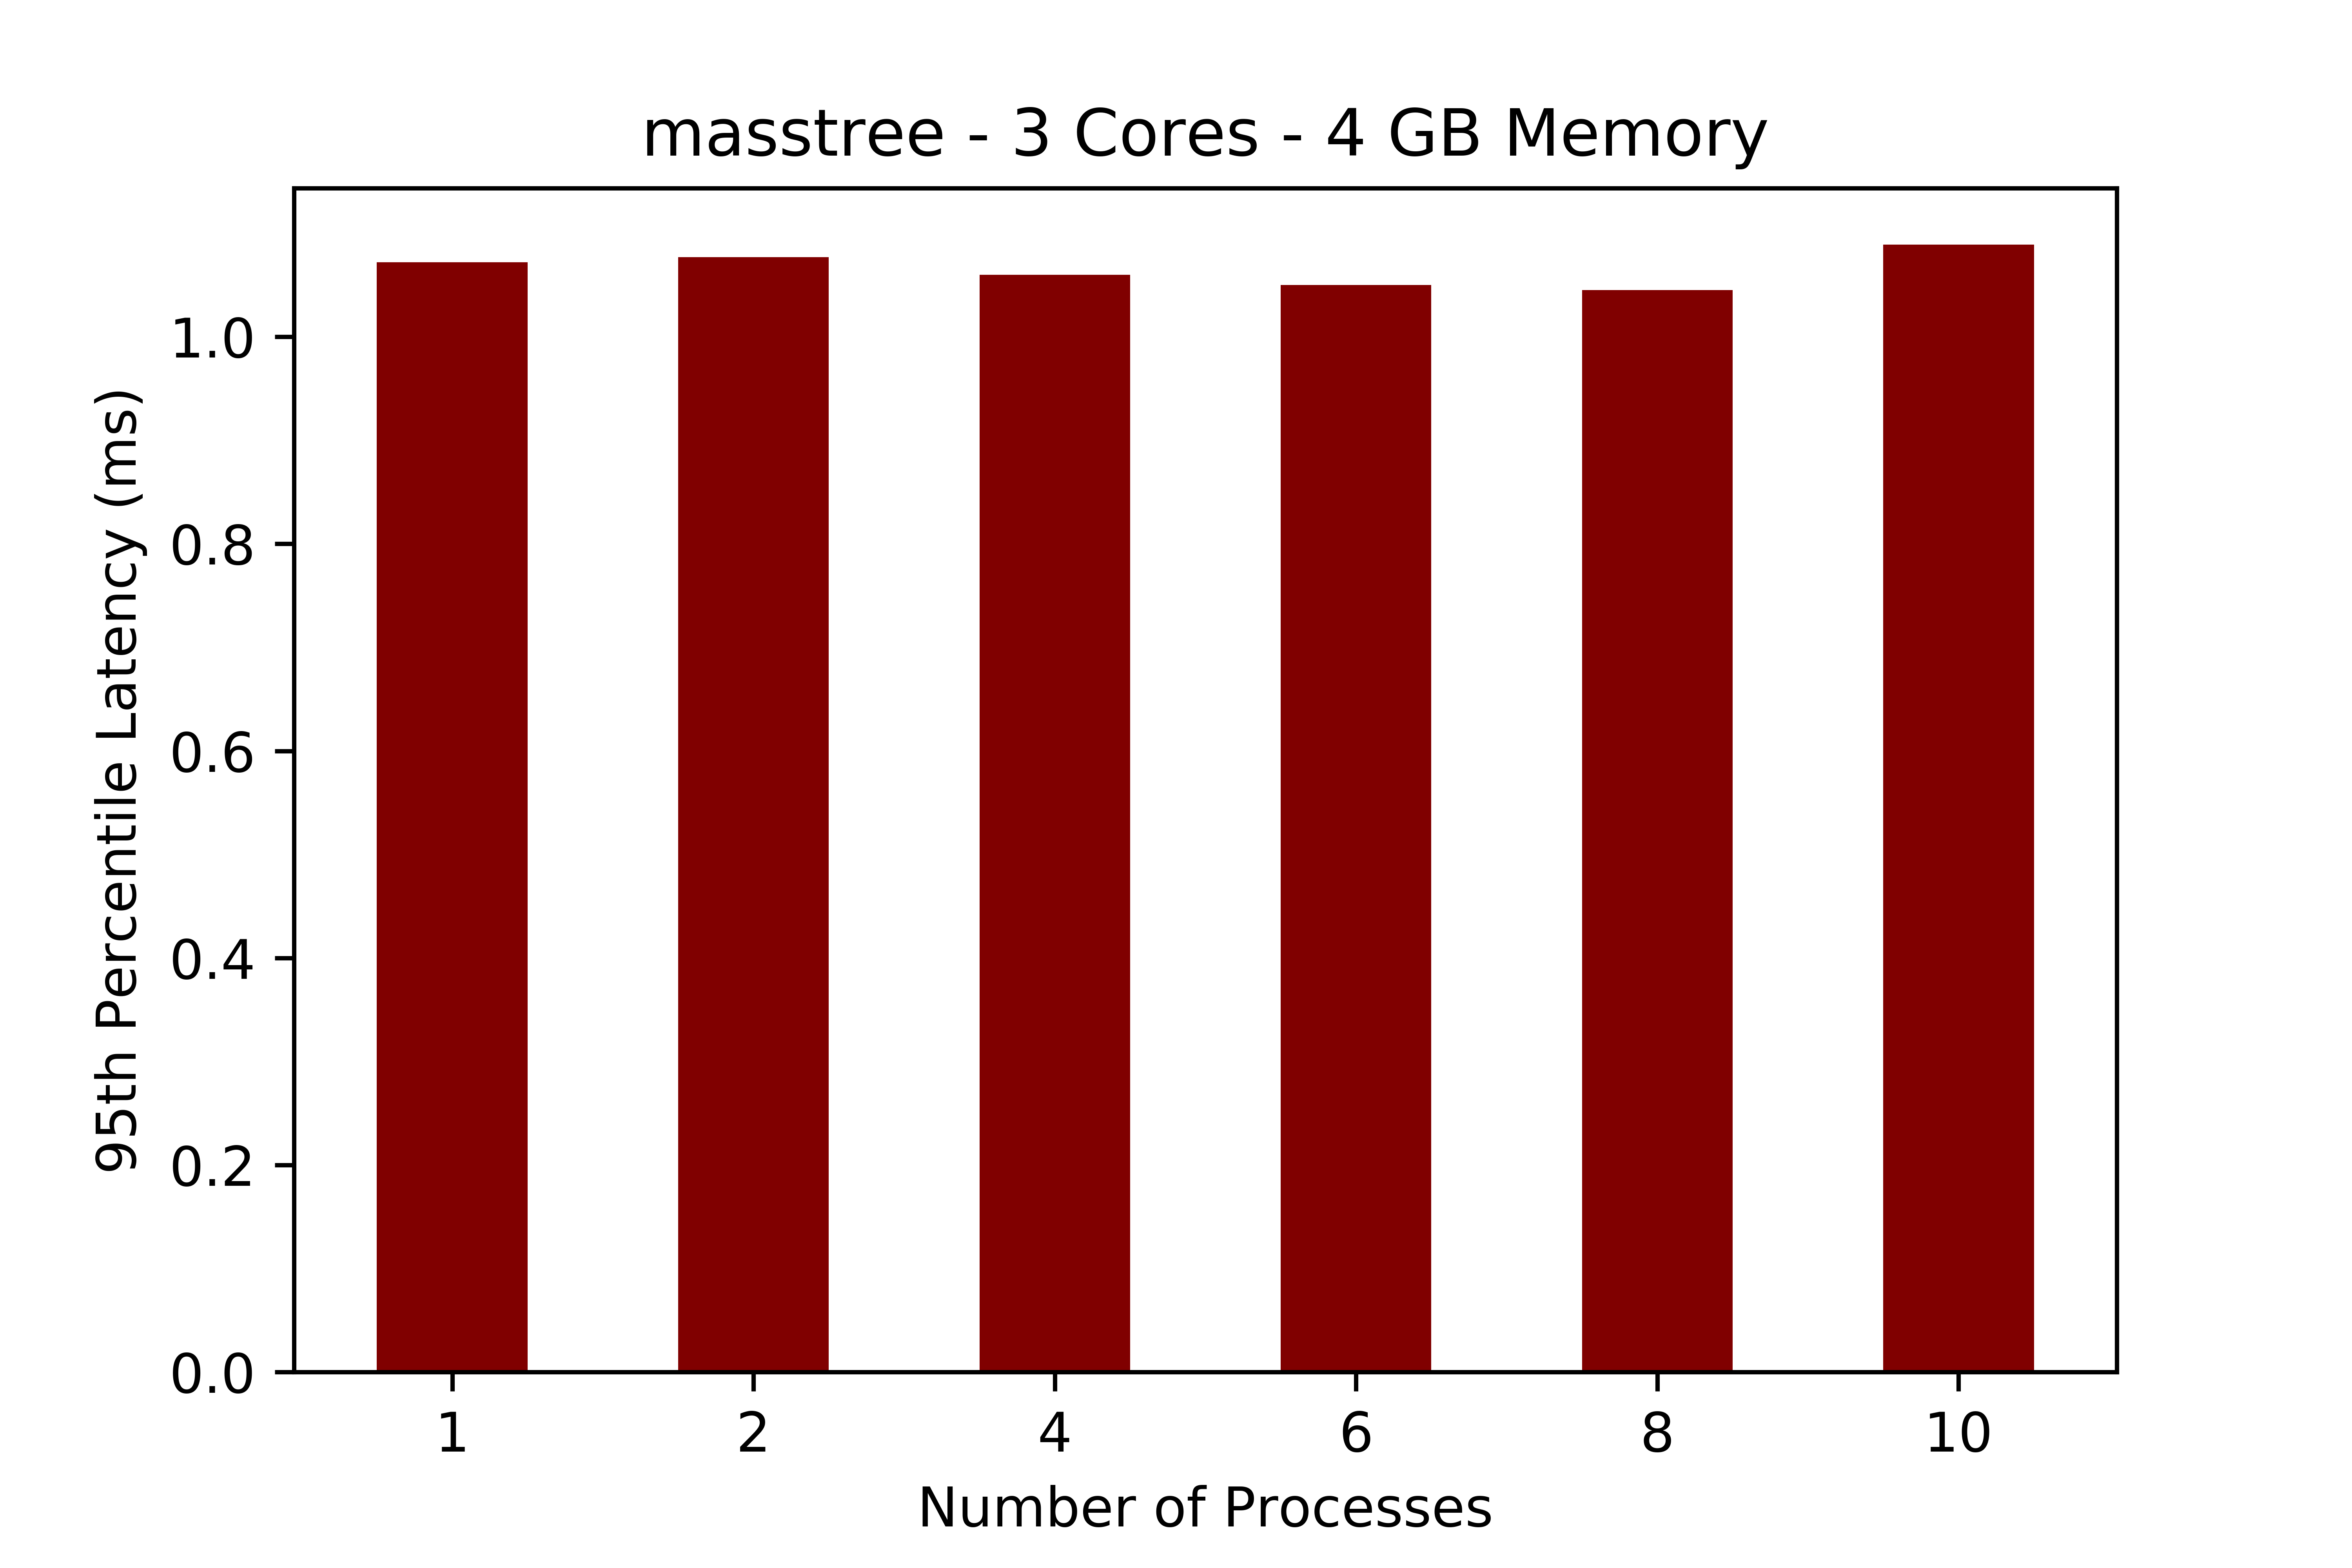 masstree - 3 Cores - 4 GB Memory
95th Percentile Latency (ms)
1.0
0.8
0.6
0.4
0.2
0.0
1 2 4 6 8 10
Number of Processes